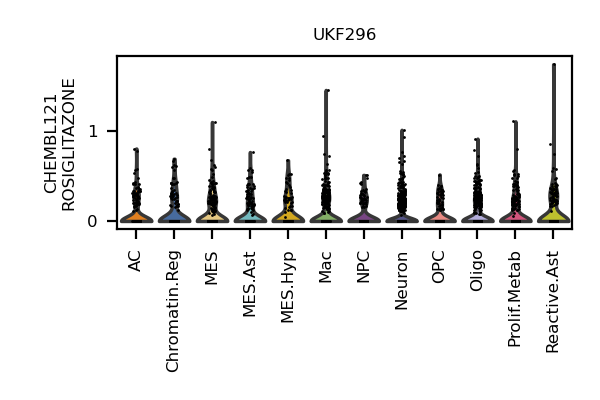 UKF296
CHEMBL121
ROSIGLITAZONE
1
0
AC
Chromatin.Reg
MES
MES.Ast
MES.Hyp
Mac
NPC
Neuron
OPC
Oligo
Prolif.Metab
Reactive.Ast